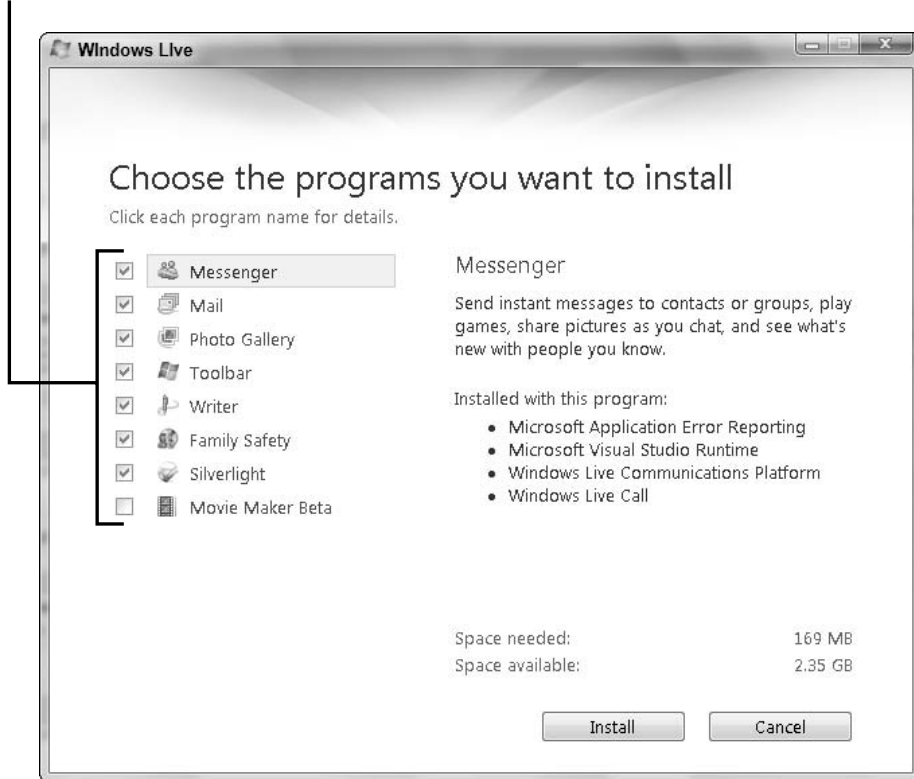 Windows Live
Choose the programs you want to install
Click each program name for details.
Messenger
Mail
Photo Gallery
Toolbar
Writer
Family Safety
Silverlight
Movie Maker Beta
Messenger
Send instant messages to contacts or groups, play
games, share pictures as you chat, and see what's
new with people you know.
Installed with this program:
• Microsoft Application Error Reporting
• Microsoft Visual Studio Runtime
• Windows Live Communications Platform
• Windows Live Call
Space needed: 169 MB
Space available: 2.35 GB
Install Cancel